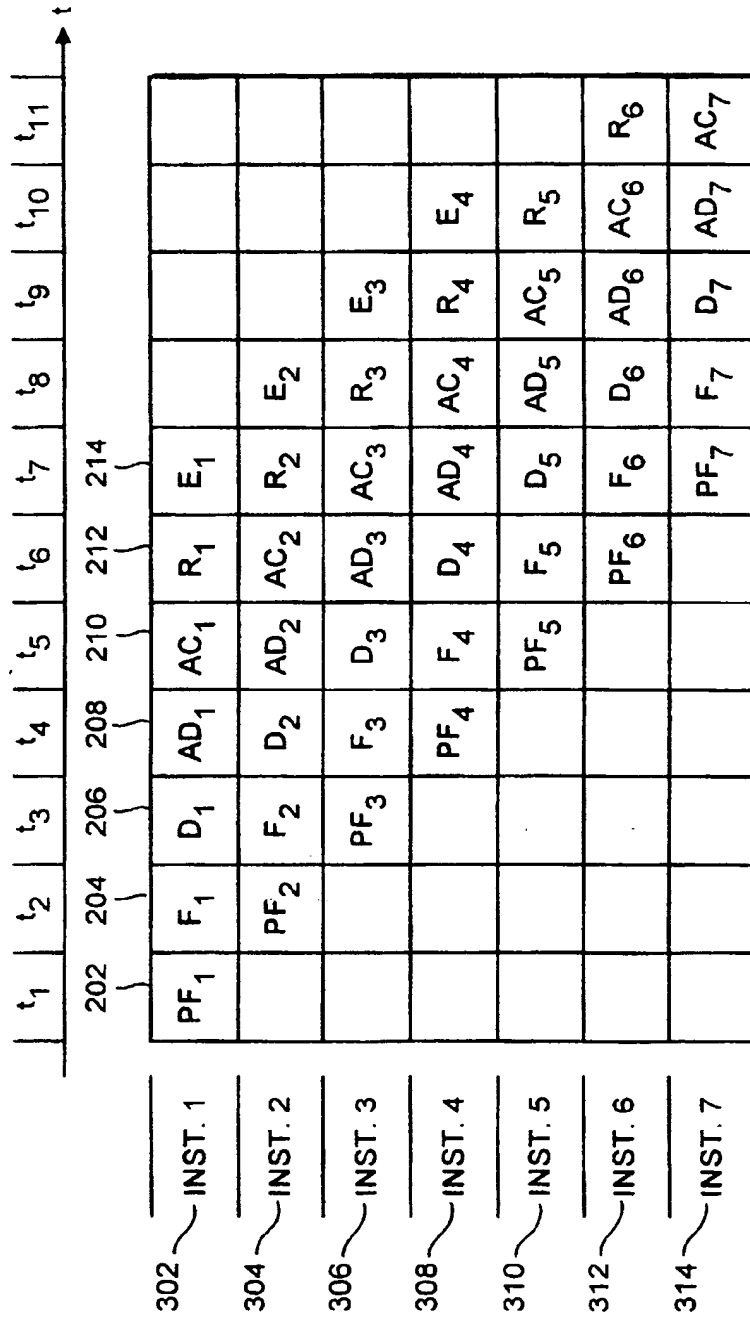 t₁ t₂ t₃ t₄ t₅ t₆ t₇ t₈ t₉ t₁₀ t₁₁ t
202 204 206 208 210 212 214
302 INST. 1 PF₁ F₁ D₁ AD₁ AC₁ R₁ E₁
304 INST. 2 PF₂ F₂ D₂ AD₂ AC₂ R₂ E₂
306 INST. 3 PF₃ F₃ D₃ AD₃ AC₃ R₃ E₃
308 INST. 4 PF₄ F₄ D₄ AD₄ AC₄ R₄ E₄
310 INST. 5 PF₅ F₅ D₅ AD₅ AC₅ R₅
312 INST. 6 PF₆ F₆ D₆ AD₆ AC₆ R₆
314 INST. 7 PF₇ F₇ D₇ AD₇ AC₇